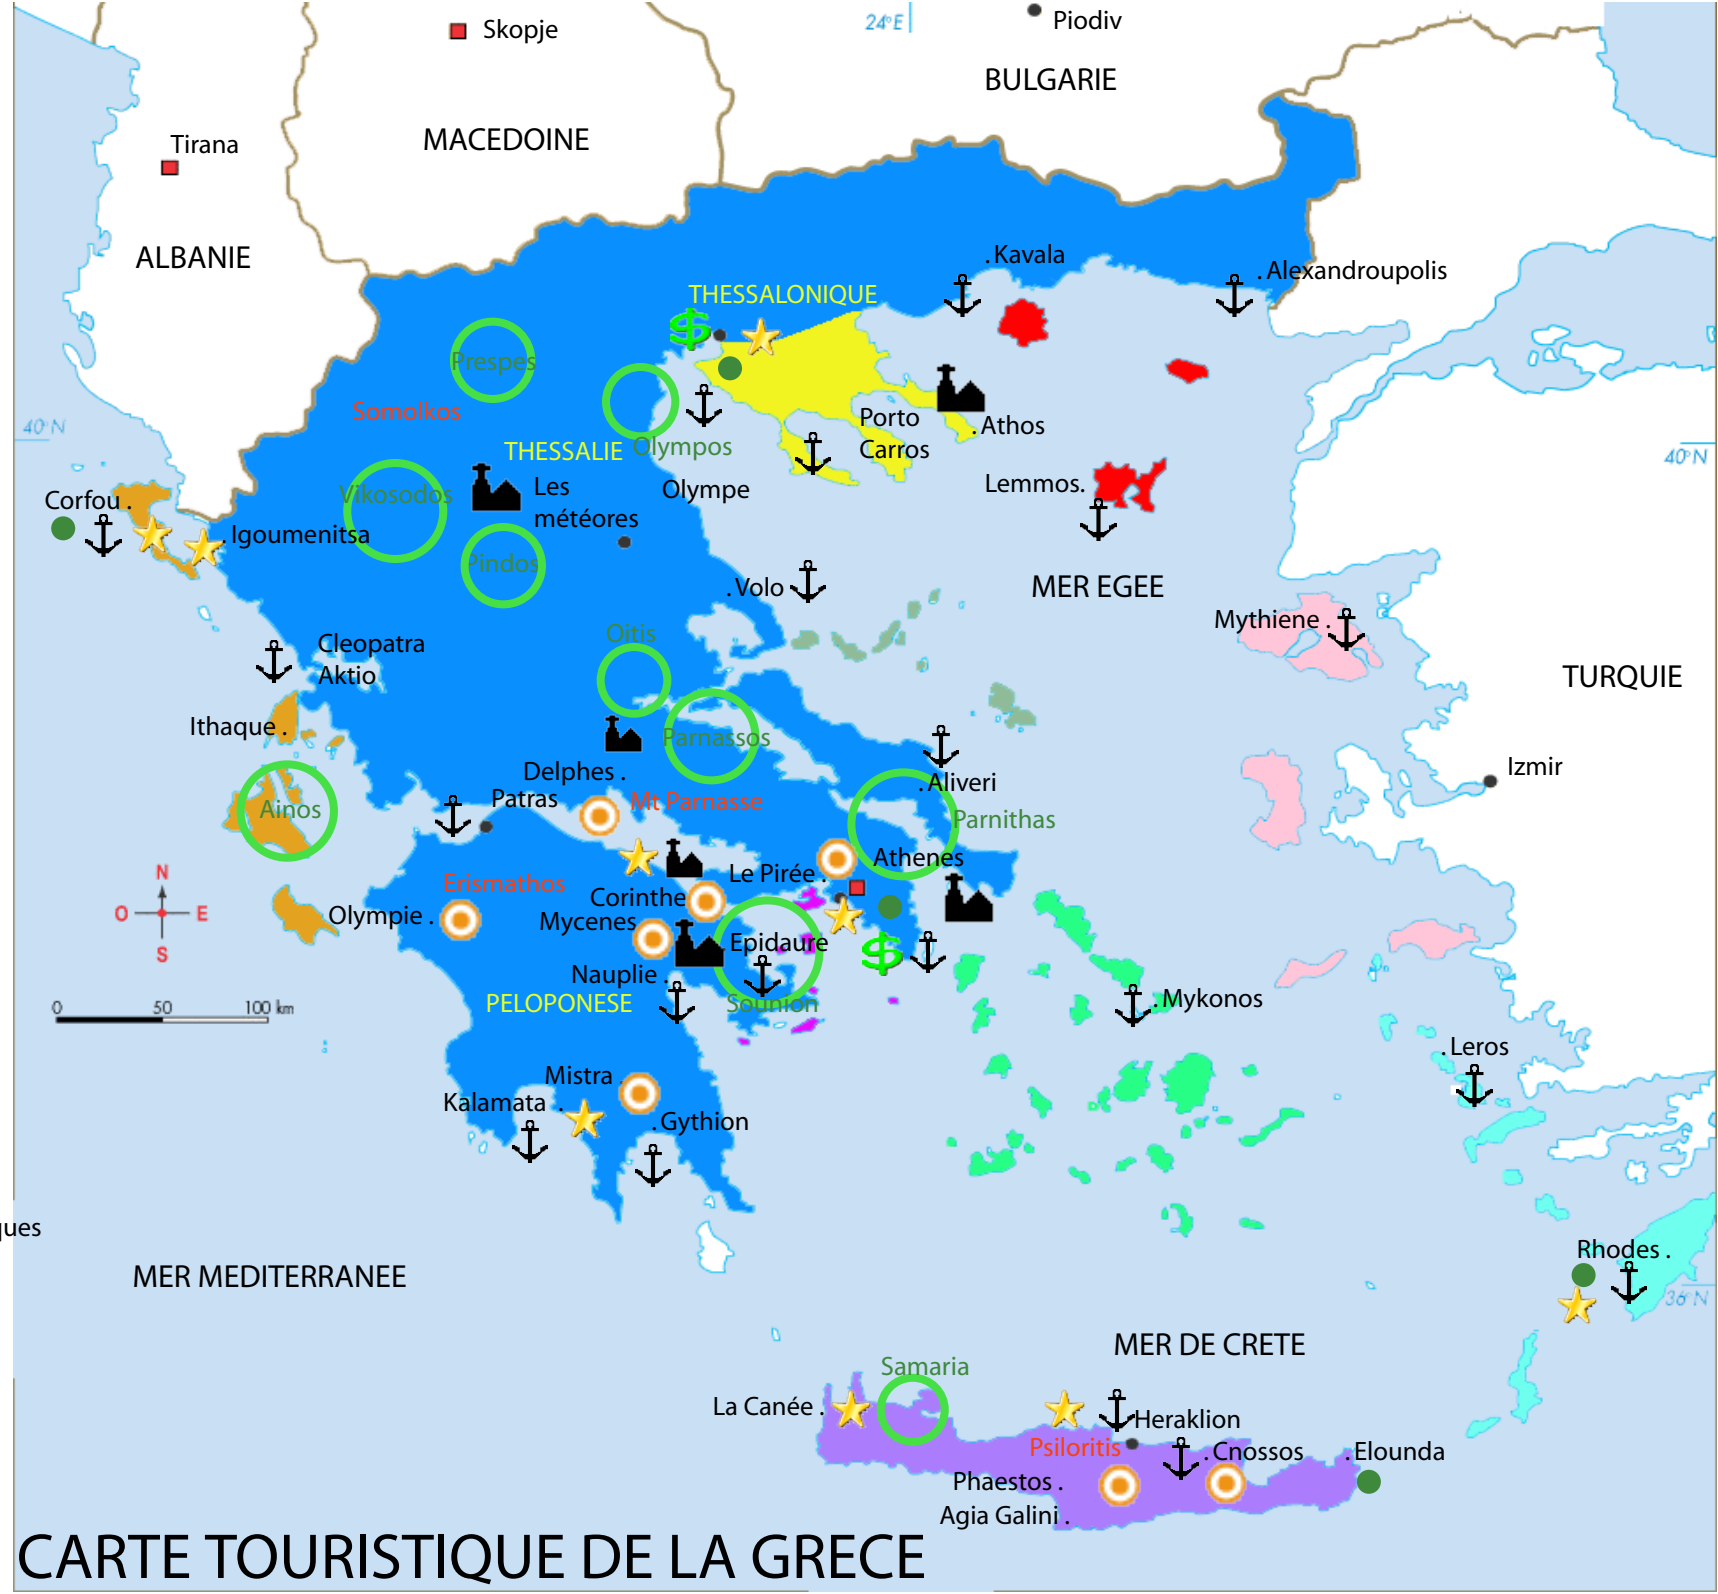 24°E
Piodiv
Skopje
BULGARIE
MACEDOINE
Tirana
ALBANIE
. Kavala
. Alexandroupolis
THESSALONIQUE
$
Prespes
Somolkos
Porto
Carros
. Athos
40°N
THESSALIE
Olympos
40°N
Vikosodos
Les
météores
Olympe
Lemmos.
Corfou .
. Igoumenitsa
Pindos
. Volo
MER EGEE
Mythiene .
Oitis
Cleopatra
Aktio
TURQUIE
Ithaque .
Parnassos
Izmir
Delphes .
. Aliveri
Patras
Mt Parnasse
Ainos
Parnithas
Athenes
Le Pirée .
N
O
E
S
Erismathos
Corinthe
Olympie .
Mycenes
Epidaure
$
Nauplie .
PELOPONESE
Sounion
. Mykonos
0 50 100 km
. Leros
Mistra .
Kalamata .
. Gythion
ques
Rhodes .
MER MEDITERRANEE
36°N
MER DE CRETE
Samaria
La Canée .
Heraklion
Psiloritis
. Cnossos
. Elounda
Phaestos .
Agia Galini .
CARTE TOURISTIQUE DE LA GRECE